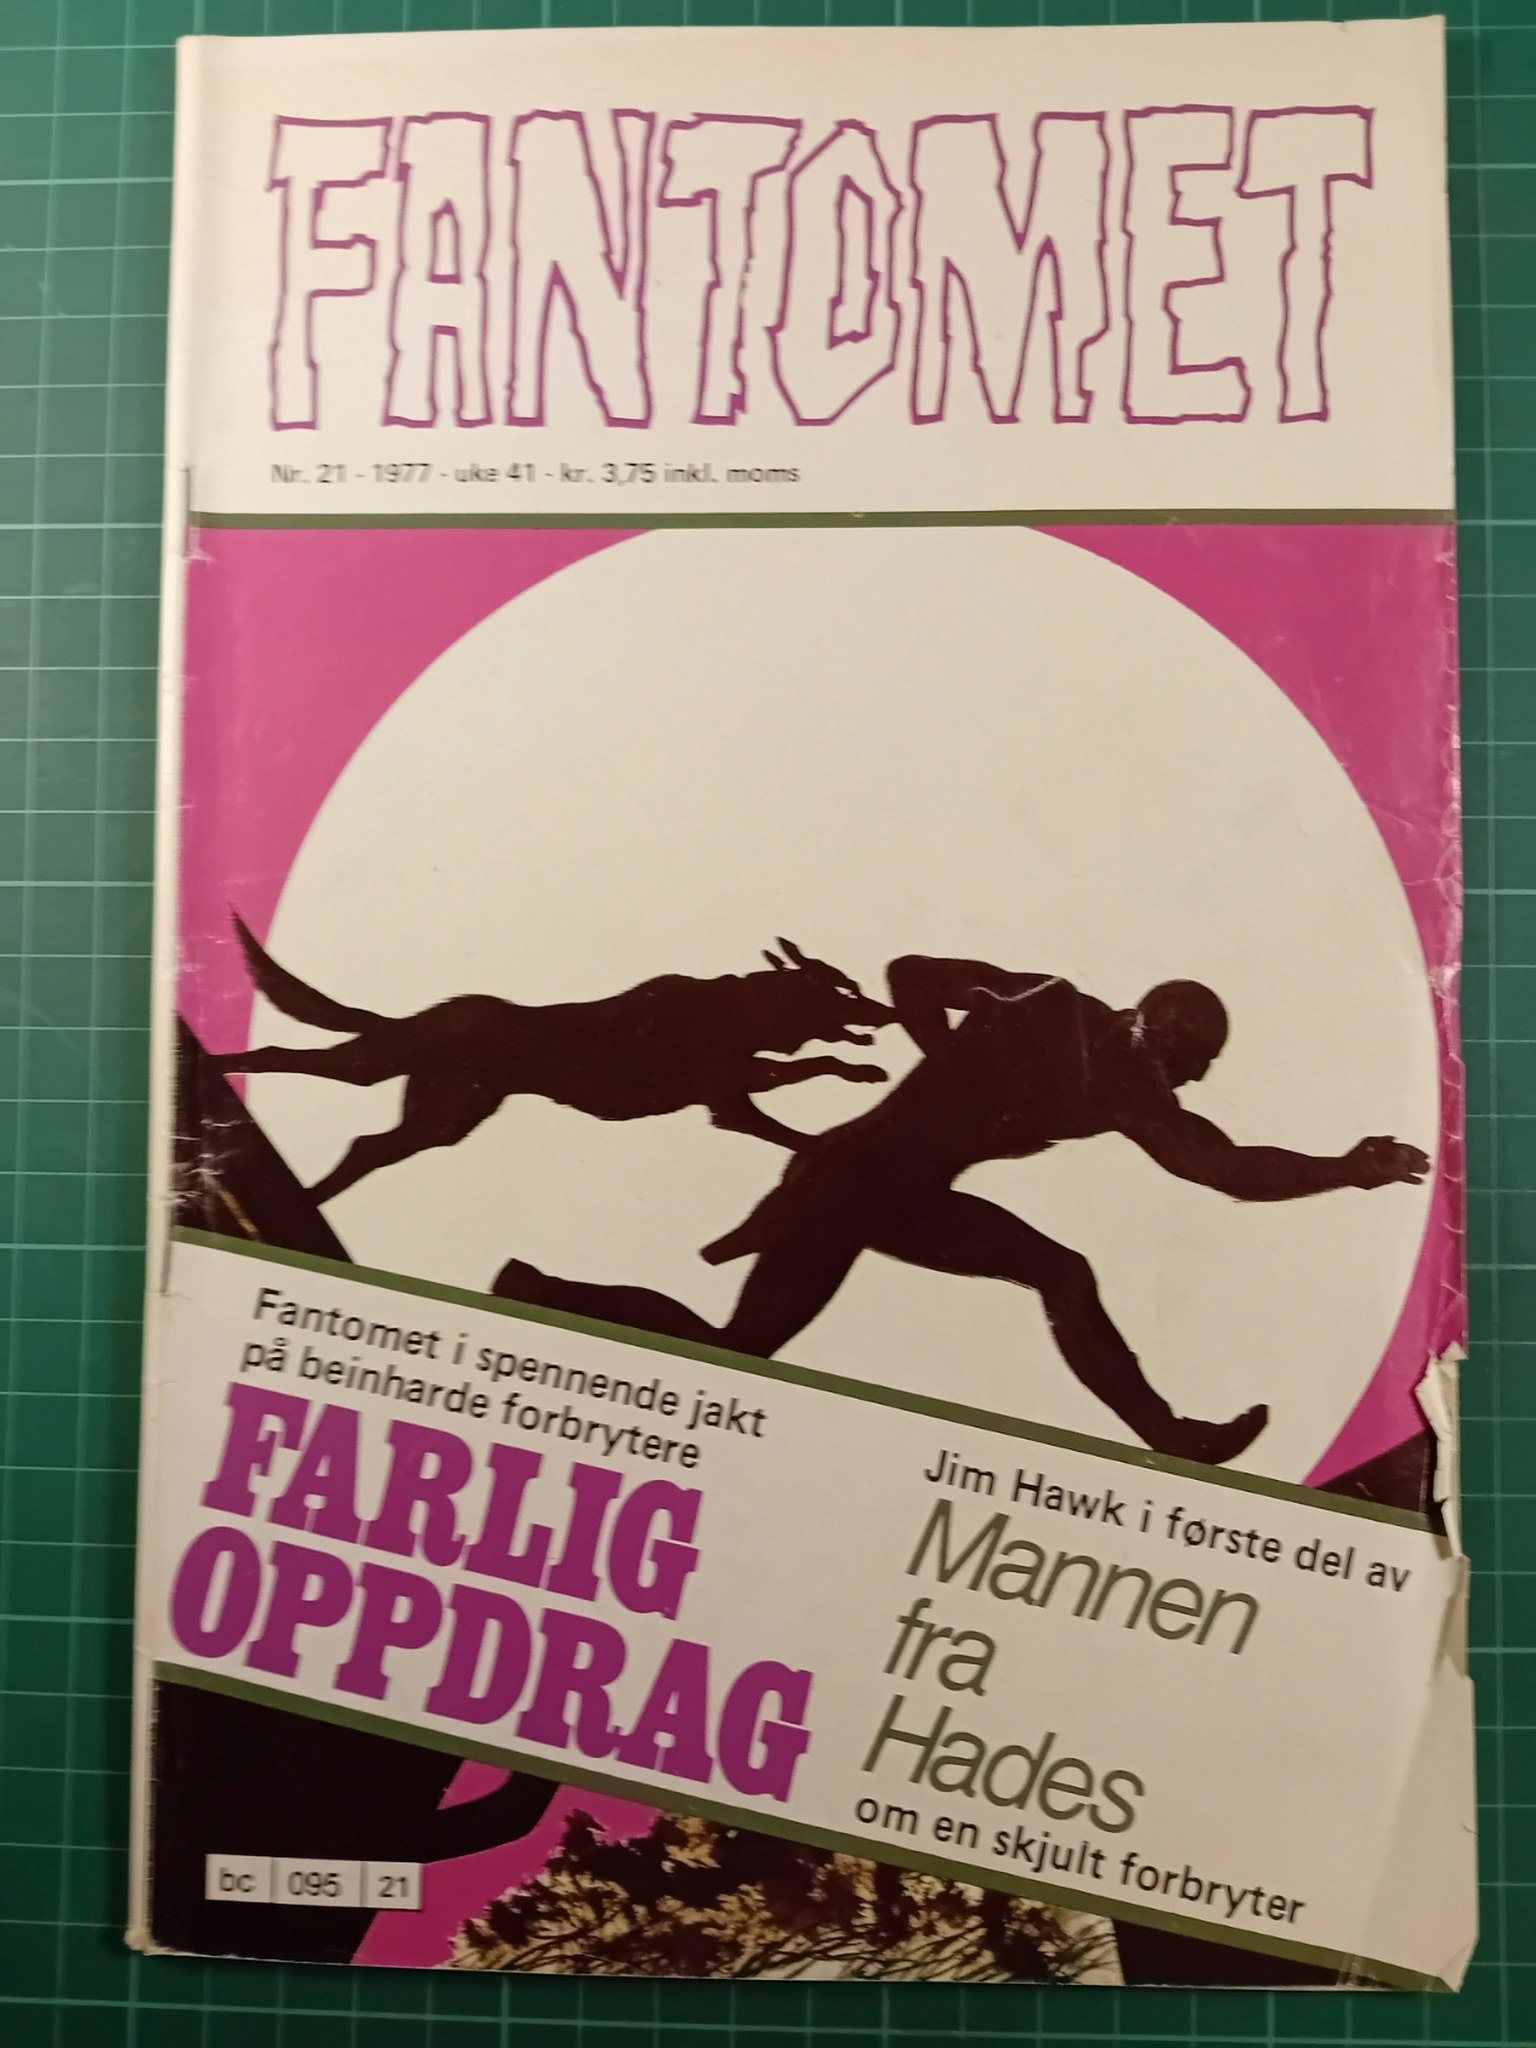 FANTOMET
Nr. 21 - 1977 - uke 41 - kr. 3,75 inkl. moms
Fantomet i spennende jakt
på beinharde forbrytere
FARLIG
OPPDRAG
Jim Hawk i første del av
Mannen
fra
Hades
om en skjult forbryter
bc 095 21